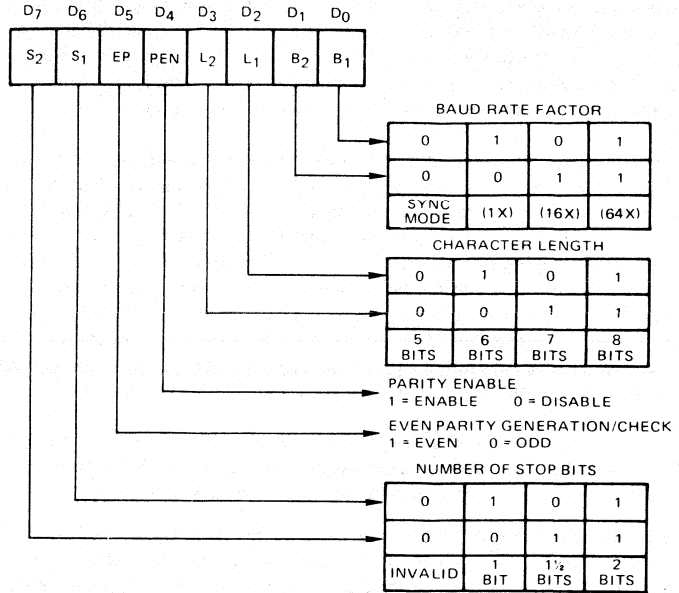 D7 D6 D5 D4 D3 D2 D1 D0
S2 S1 EP PEN L2 L1 B2 B1
BAUD RATE FACTOR
0 1 0 1
0 0 1 1
SYNC MODE (1X) (16X) (64X)
CHARACTER LENGTH
0 1 0 1
0 0 1 1
5 BITS 6 BITS 7 BITS 8 BITS
PARITY ENABLE
1 = ENABLE 0 = DISABLE
EVEN PARITY GENERATION/CHECK
1 = EVEN 0 = ODD
NUMBER OF STOP BITS
0 1 0 1
0 0 1 1
INVALID 1 BIT 1½ BITS 2 BITS